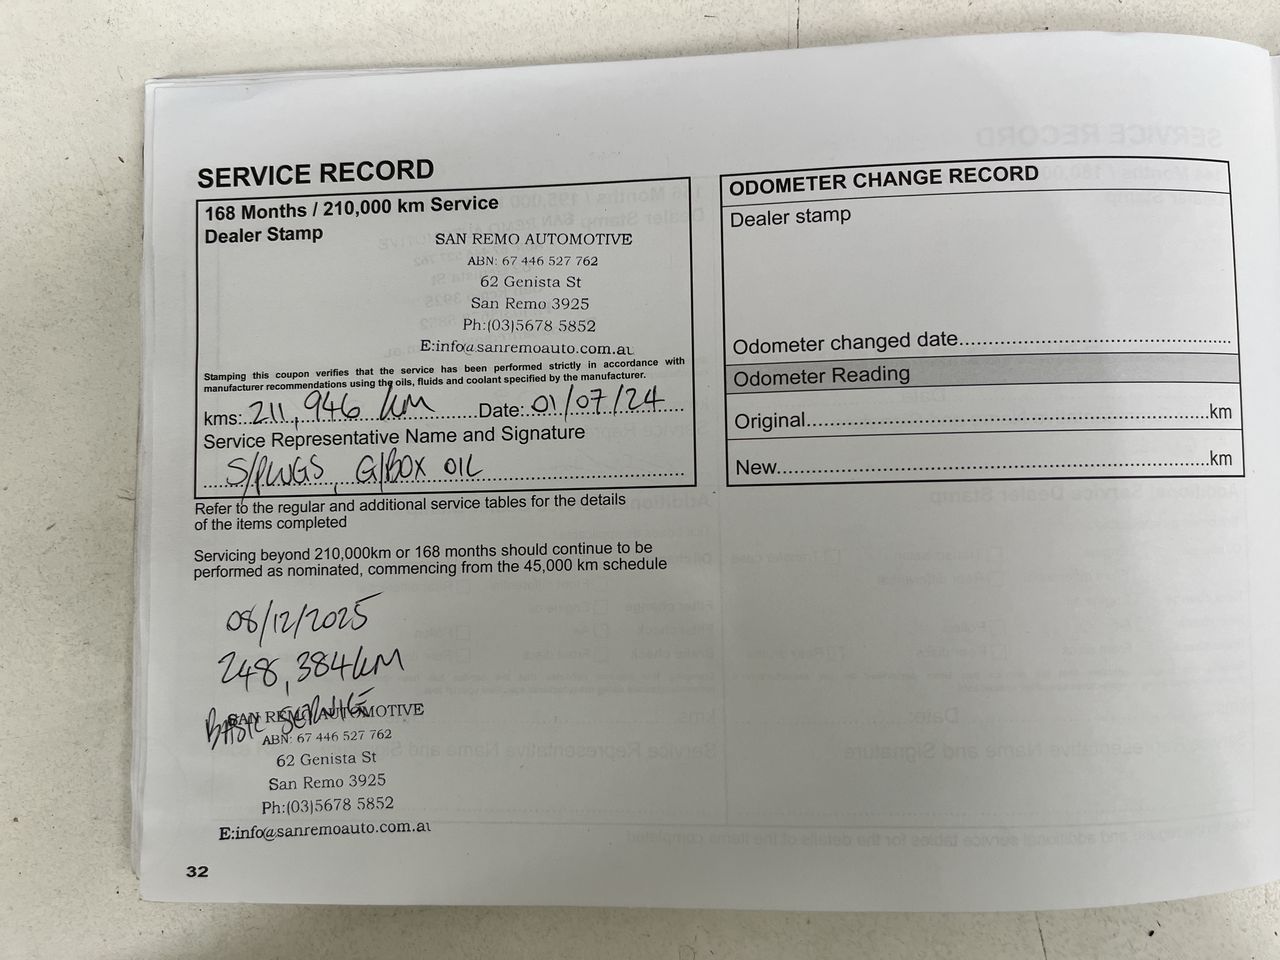 SERVICE RECORD
168 Months / 210,000 km Service
Dealer Stamp
SAN REMO AUTOMOTIVE
ABN: 67 446 527 762
62 Genista St
San Remo 3925
Ph:(03)5678 5852
E:info@sanremoauto.com.au
Stamping this coupon verifies that the service has been performed strictly in accordance with
manufacturer recommendations using the oils, fluids and coolant specified by the manufacturer.
kms: 211,946 km Date: 01/07/24
Service Representative Name and Signature
S/PLUGS, G/BOX OIL
Refer to the regular and additional service tables for the details
of the items completed
Servicing beyond 210,000km or 168 months should continue to be
performed as nominated, commencing from the 45,000 km schedule
08/12/2025
248,384km
BASIC SERVICE
SAN REMO AUTOMOTIVE
ABN: 67 446 527 762
62 Genista St
San Remo 3925
Ph:(03)5678 5852
E:info@sanremoauto.com.au
32
ODOMETER CHANGE RECORD
Dealer stamp
Odometer changed date
Odometer Reading
Original km
New km